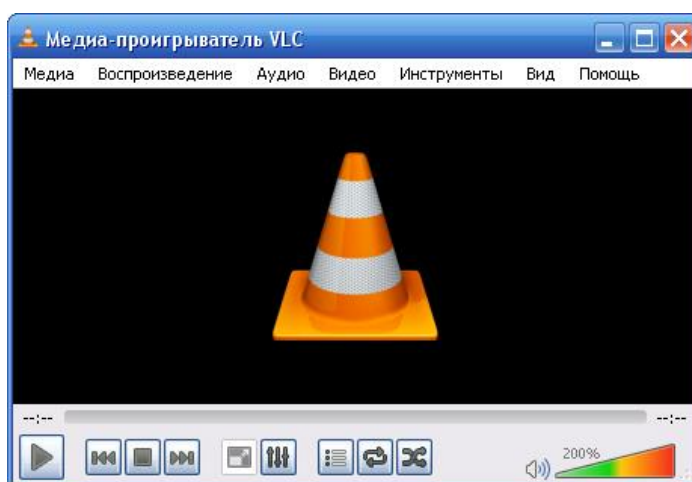 Медиа-проигрыватель VLC
Медиа Воспроизведение Аудио Видео Инструменты Вид Помощь
--:-- --:--
200%